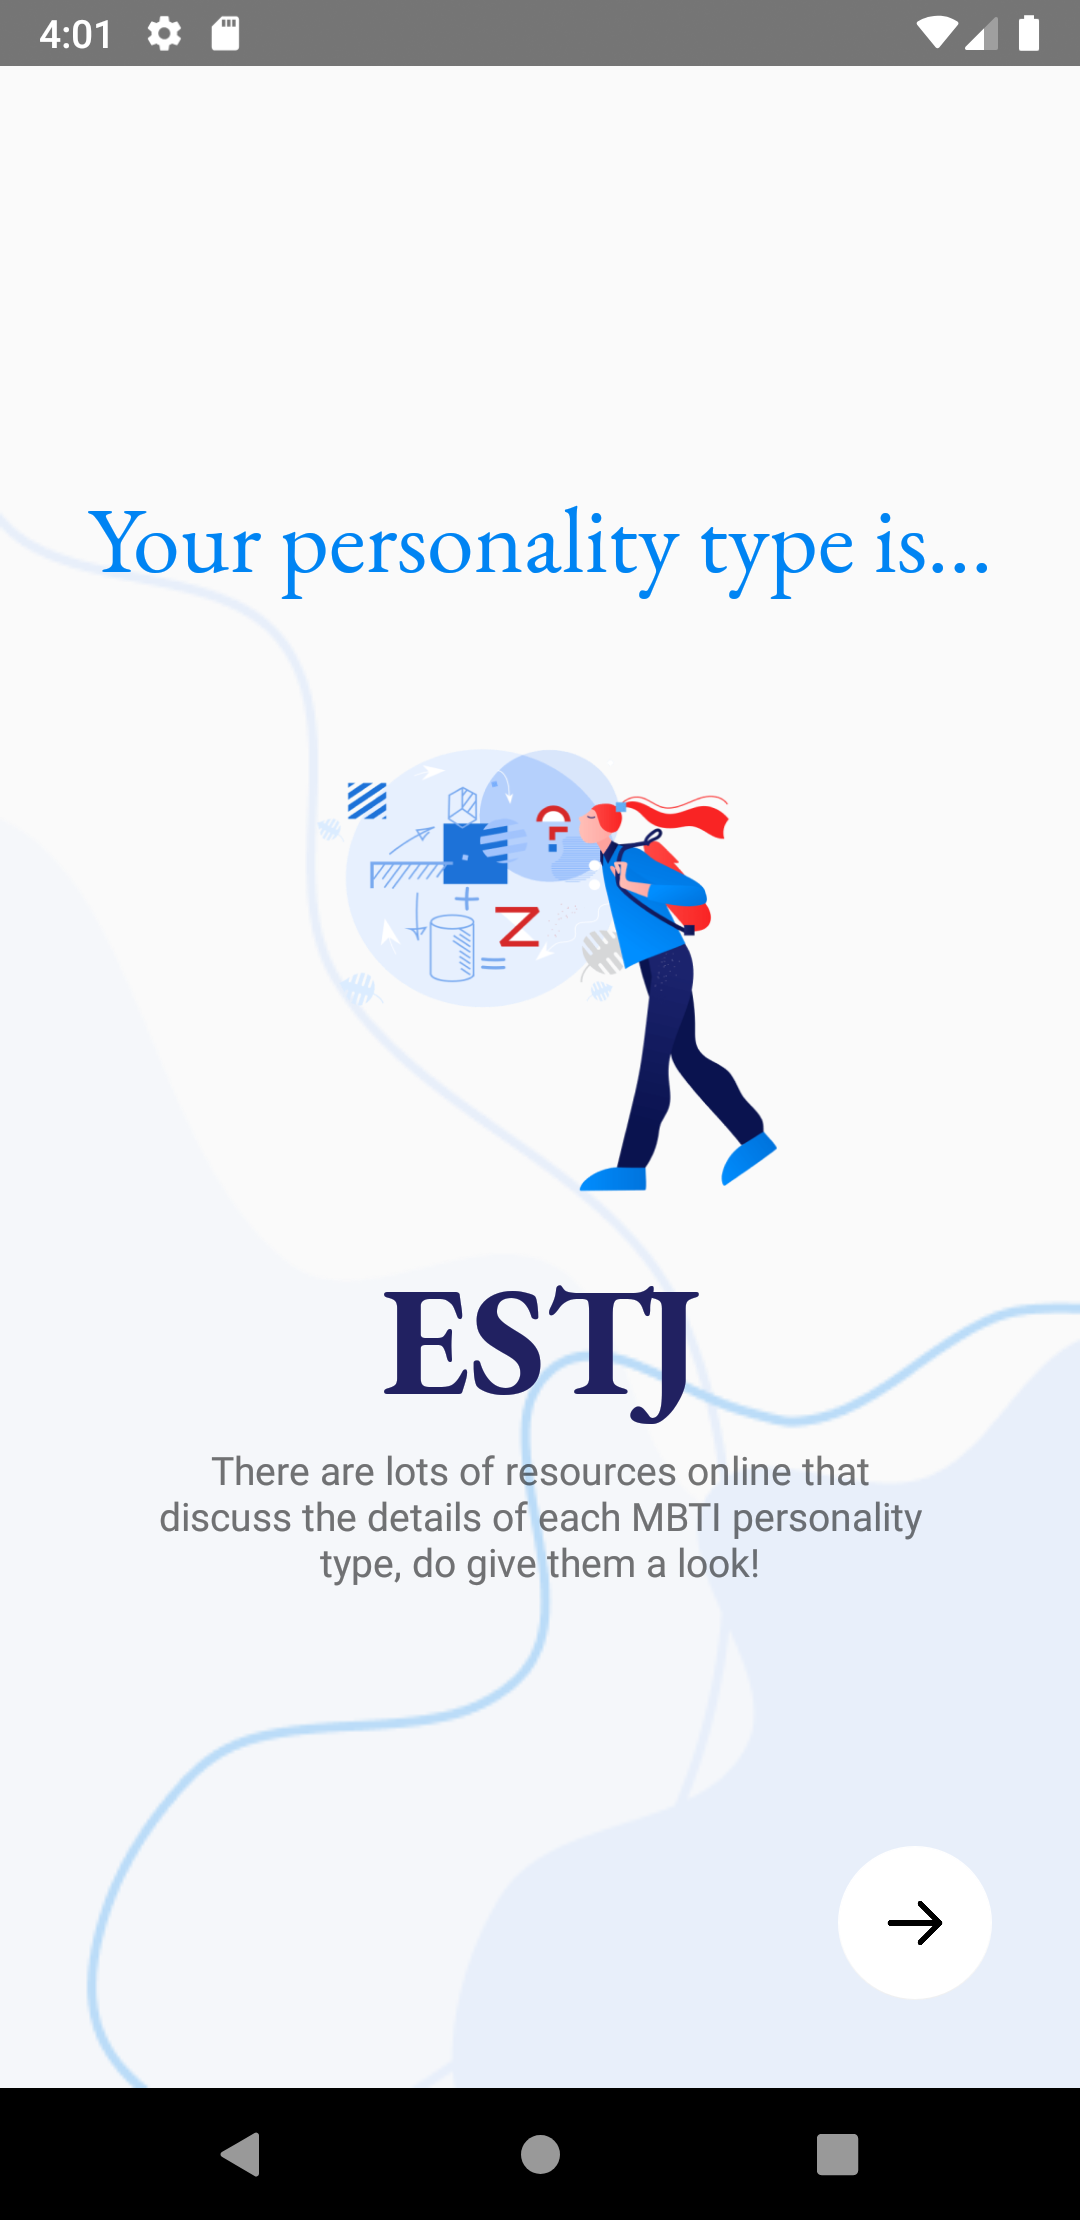 4:01
Your personality type is...
ESTJ
There are lots of resources online that
discuss the details of each MBTI personality
type, do give them a look!